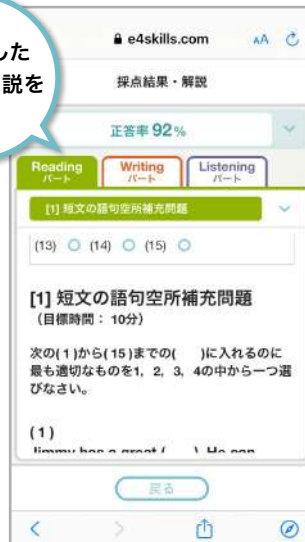 した
説を
e4skills.com
AA
採点結果・解説
正答率 92%
Reading
パート
Writing
パート
Listening
パート
[1] 短文の語句空所補充問題
(13) ○ (14) ○ (15) ○
[1] 短文の語句空所補充問題
(目標時間: 10分)
次の(1)から(15)までの( )に入れるのに
最も適切なものを1, 2, 3, 4の中から一つ選
びなさい。
(1)
Jimmy has a great ( ). He can
戻る